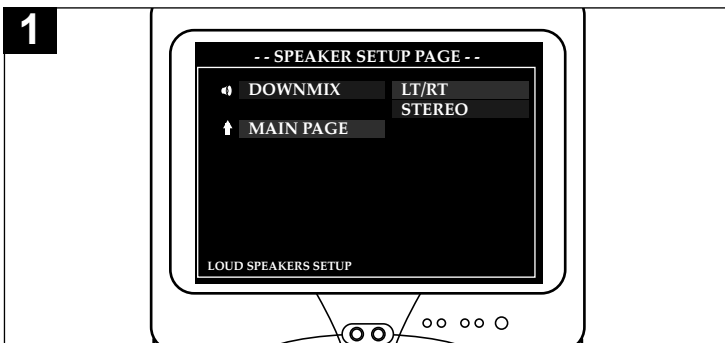 1
- - SPEAKER SETUP PAGE - -
DOWNMIX LT/RT
STEREO
MAIN PAGE
LOUD SPEAKERS SETUP